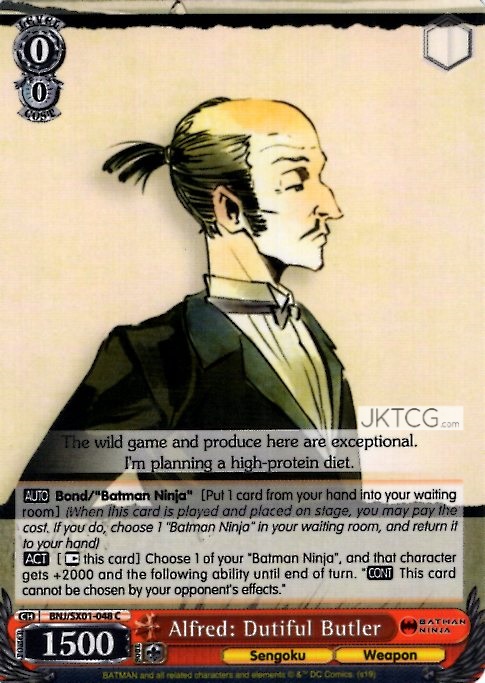 LEVEL
0
0
COST
JKTCG.com
The wild game and produce here are exceptional.
I'm planning a high-protein diet.
AUTO Bond/"Batman Ninja" [Put 1 card from your hand into your waiting
room] (When this card is played and placed on stage, you may pay the
cost. If you do, choose 1 "Batman Ninja" in your waiting room, and return it
to your hand)
ACT [ this card] Choose 1 of your "Batman Ninja", and that character
gets +2000 and the following ability until end of turn. "CONT This card
cannot be chosen by your opponent's effects."
CH BNJ/SX01-048 C
POWER 1500 SOUL Alfred: Dutiful Butler BATMAN
NINJA
Sengoku Weapon
BATMAN and all related characters and elements © &™ DC Comics. (s19)